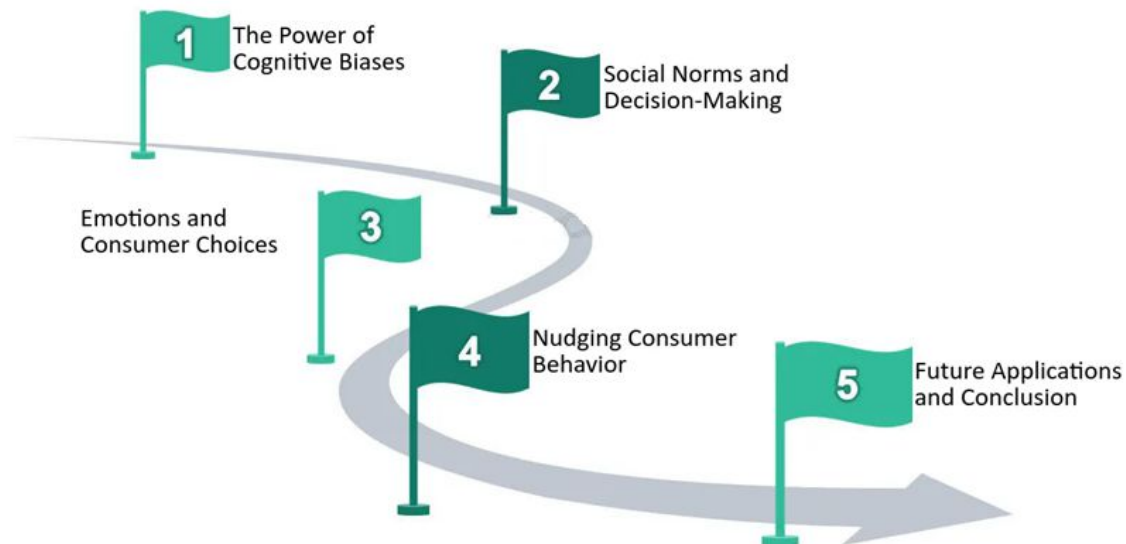 1
The Power of
Cognitive Biases
2
Social Norms and
Decision-Making
3
Emotions and
Consumer Choices
4
Nudging Consumer
Behavior
5
Future Applications
and Conclusion